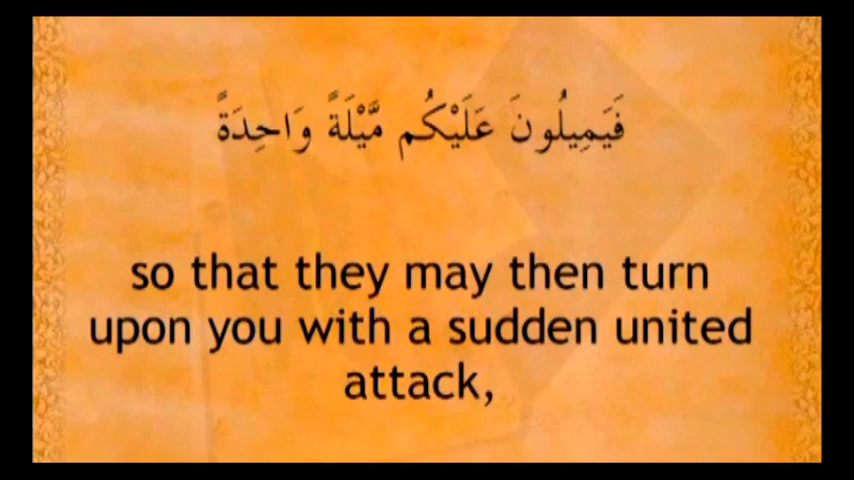 فَيَمِيلُونَ عَلَيْكُم مَّيْلَةً وَاحِدَةً
so that they may then turn
upon you with a sudden united
attack,